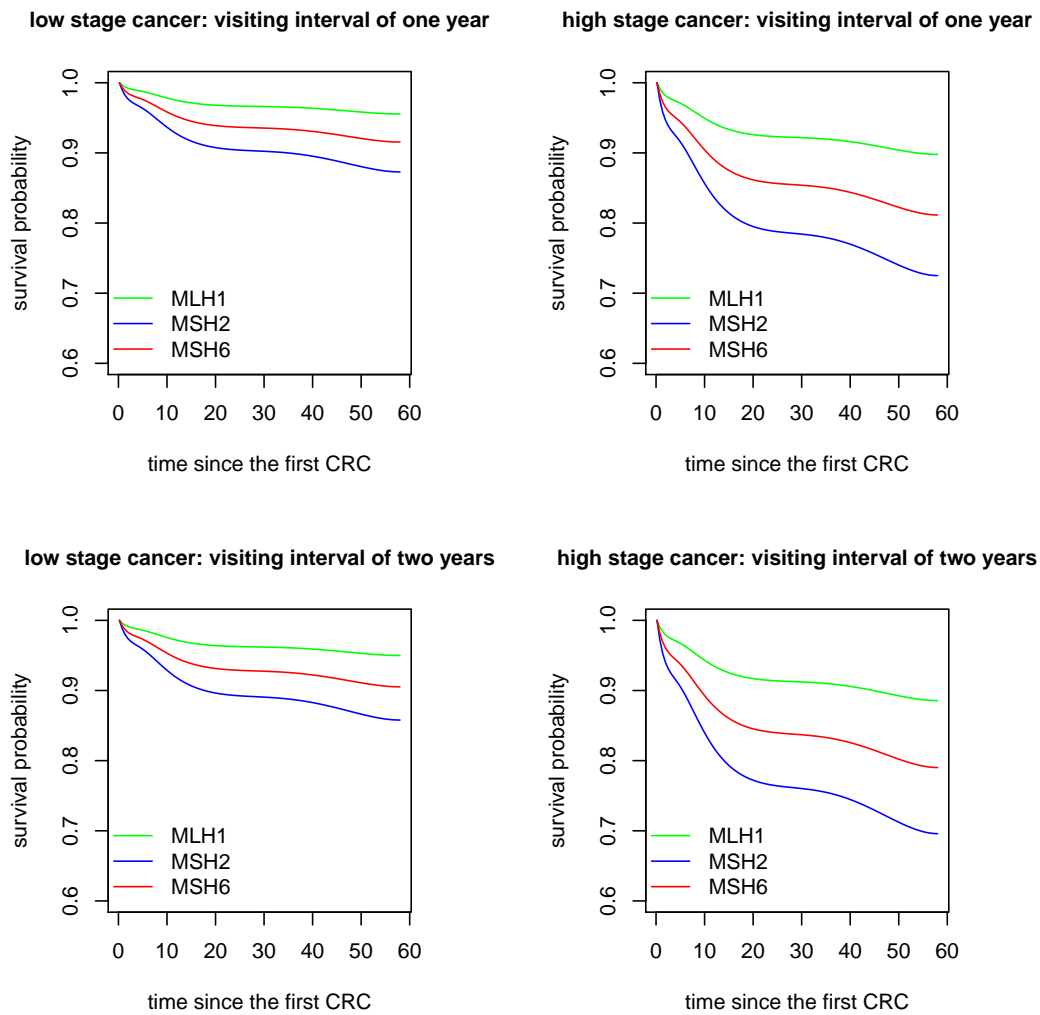 low stage cancer: visiting interval of one year
survival probability
1.0
0.9
0.8
0.7
0.6
MLH1
MSH2
MSH6
0 10 20 30 40 50 60
time since the first CRC
high stage cancer: visiting interval of one year
survival probability
1.0
0.9
0.8
0.7
0.6
MLH1
MSH2
MSH6
0 10 20 30 40 50 60
time since the first CRC
low stage cancer: visiting interval of two years
survival probability
1.0
0.9
0.8
0.7
0.6
MLH1
MSH2
MSH6
0 10 20 30 40 50 60
time since the first CRC
high stage cancer: visiting interval of two years
survival probability
1.0
0.9
0.8
0.7
0.6
MLH1
MSH2
MSH6
0 10 20 30 40 50 60
time since the first CRC